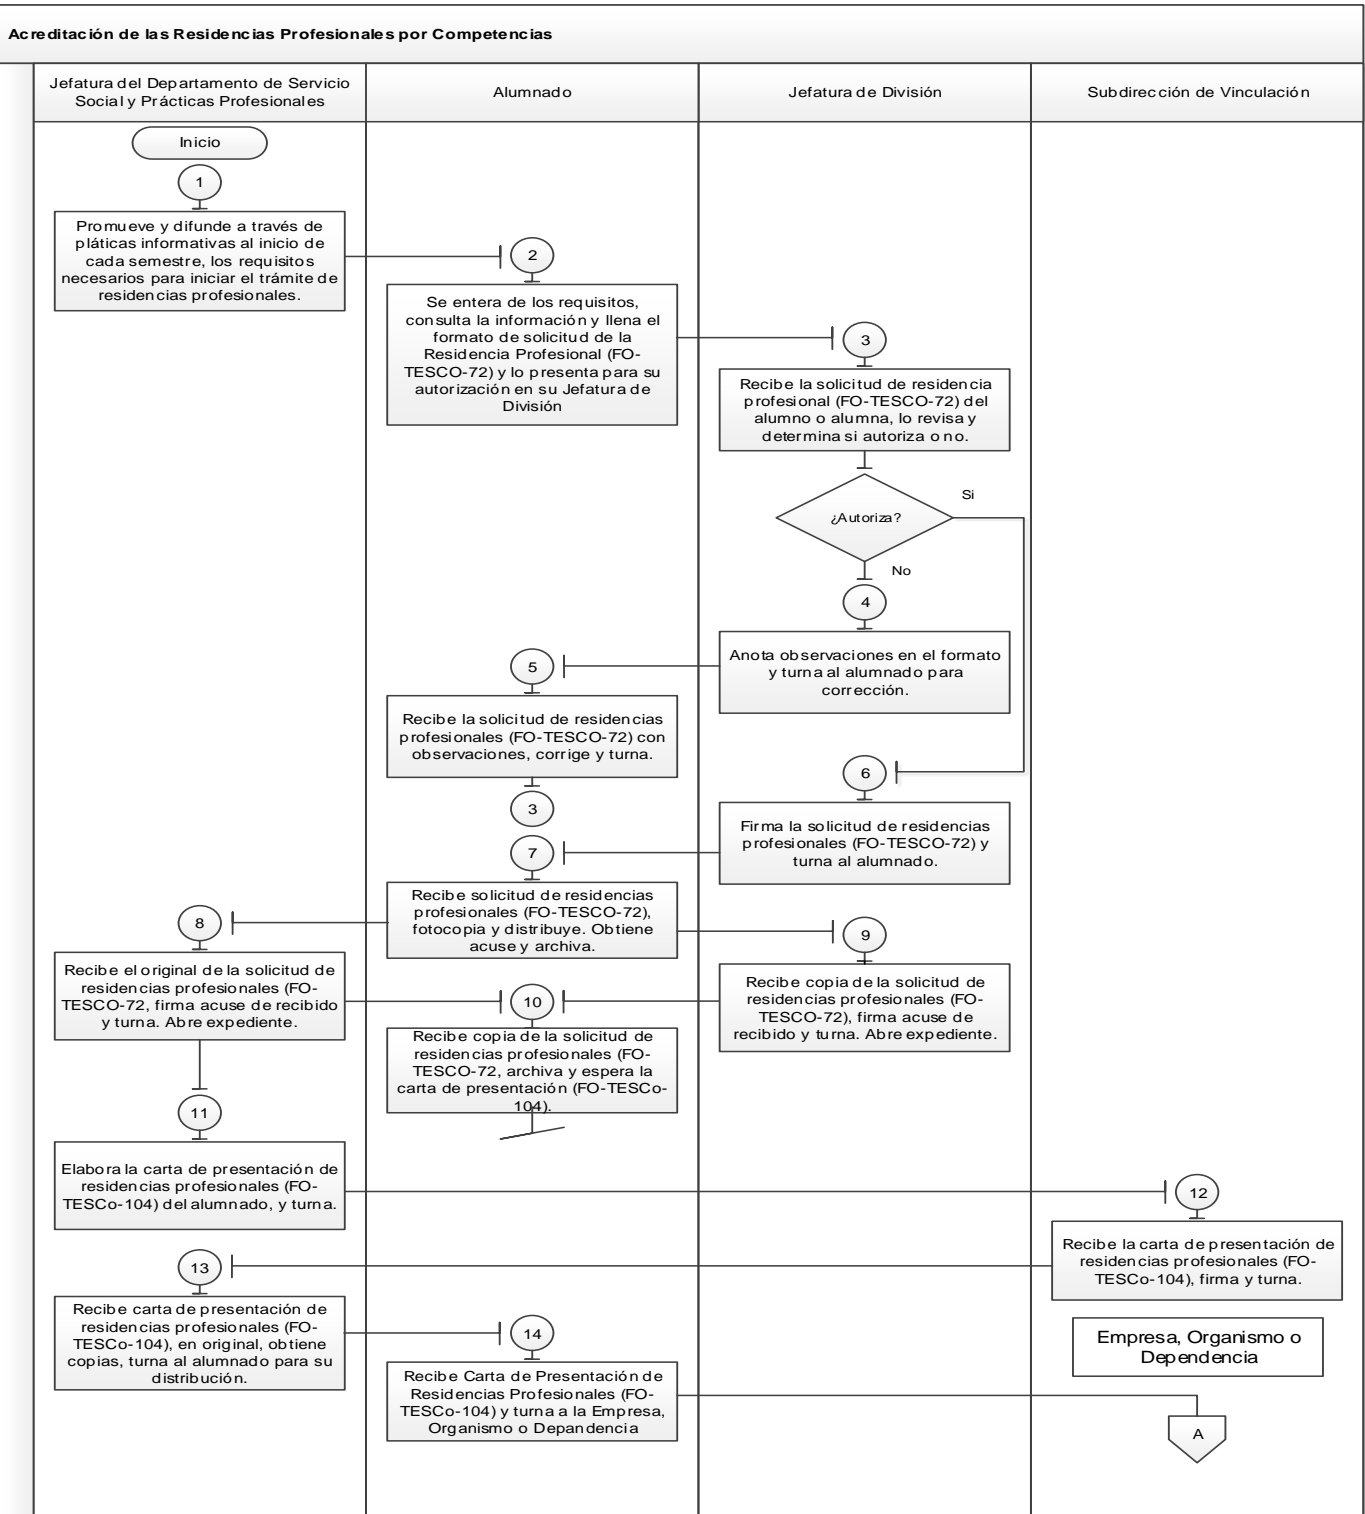 Acreditación de las Residencias Profesionales por Competencias
Jefatura del Departamento de Servicio
Social y Prácticas Profesionales
Alumnado
Jefatura de División
Subdirección de Vinculación
Inicio
1
Promueve y difunde a través de
pláticas informativas al inicio de
cada semestre, los requisitos
necesarios para iniciar el trámite de
residencias profesionales.
2
Se entera de los requisitos,
consulta la información y llena el
formato de solicitud de la
Residencia Profesional (FO-
TESCO-72) y lo presenta para su
autorización en su Jefatura de
División
3
Recibe la solicitud de residencia
profesional (FO-TESCO-72) del
alumno o alumna, lo revisa y
determina si autoriza o no.
¿Autoriza?
Si
No
4
Anota observaciones en el formato
y turna al alumnado para
corrección.
5
Recibe la solicitud de residencias
profesionales (FO-TESCO-72) con
observaciones, corrige y turna.
3
6
Firma la solicitud de residencias
profesionales (FO-TESCO-72) y
turna al alumnado.
7
Recibe solicitud de residencias
profesionales (FO-TESCO-72),
fotocopia y distribuye. Obtiene
acuse y archiva.
8
Recibe el original de la solicitud de
residencias profesionales (FO-
TESCO-72, firma acuse de recibido
y turna. Abre expediente.
9
Recibe copia de la solicitud de
residencias profesionales (FO-
TESCO-72), firma acuse de
recibido y turna. Abre expediente.
10
Recibe copia de la solicitud de
residencias profesionales (FO-
TESCO-72, archiva y espera la
carta de presentación (FO-TESCo-
104).
11
Elabora la carta de presentación de
residencias profesionales (FO-
TESCo-104) del alumnado, y turna.
12
Recibe la carta de presentación de
residencias profesionales (FO-
TESCo-104), firma y turna.
13
Recibe carta de presentación de
residencias profesionales (FO-
TESCo-104), en original, obtiene
copias, turna al alumnado para su
distribución.
14
Recibe Carta de Presentación de
Residencias Profesionales (FO-
TESCo-104) y turna a la Empresa,
Organismo o Depandencia
Empresa, Organismo o
Dependencia
A